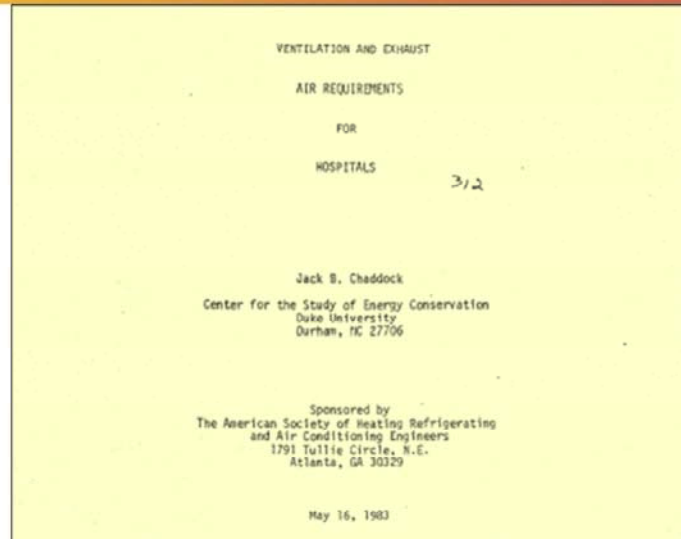 VENTILATION AND EXHAUST
AIR REQUIREMENTS
FOR
HOSPITALS
312
Jack B. Chaddock
Center for the Study of Energy Conservation
Duke University
Durham, NC 27706
Sponsored by
The American Society of Heating Refrigerating
and Air Conditioning Engineers
1791 Tullie Circle, N.E.
Atlanta, GA 30329
May 16, 1983